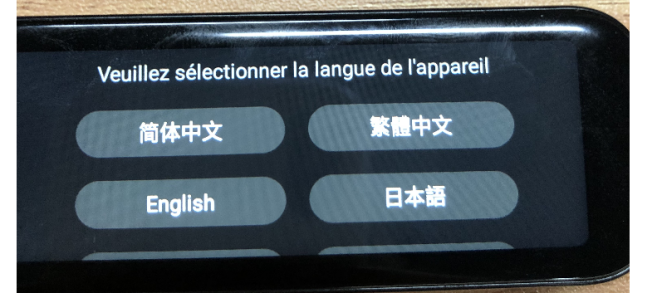 Veuillez sélectionner la langue de l'appareil
简体中文 繁體中文
English 日本語